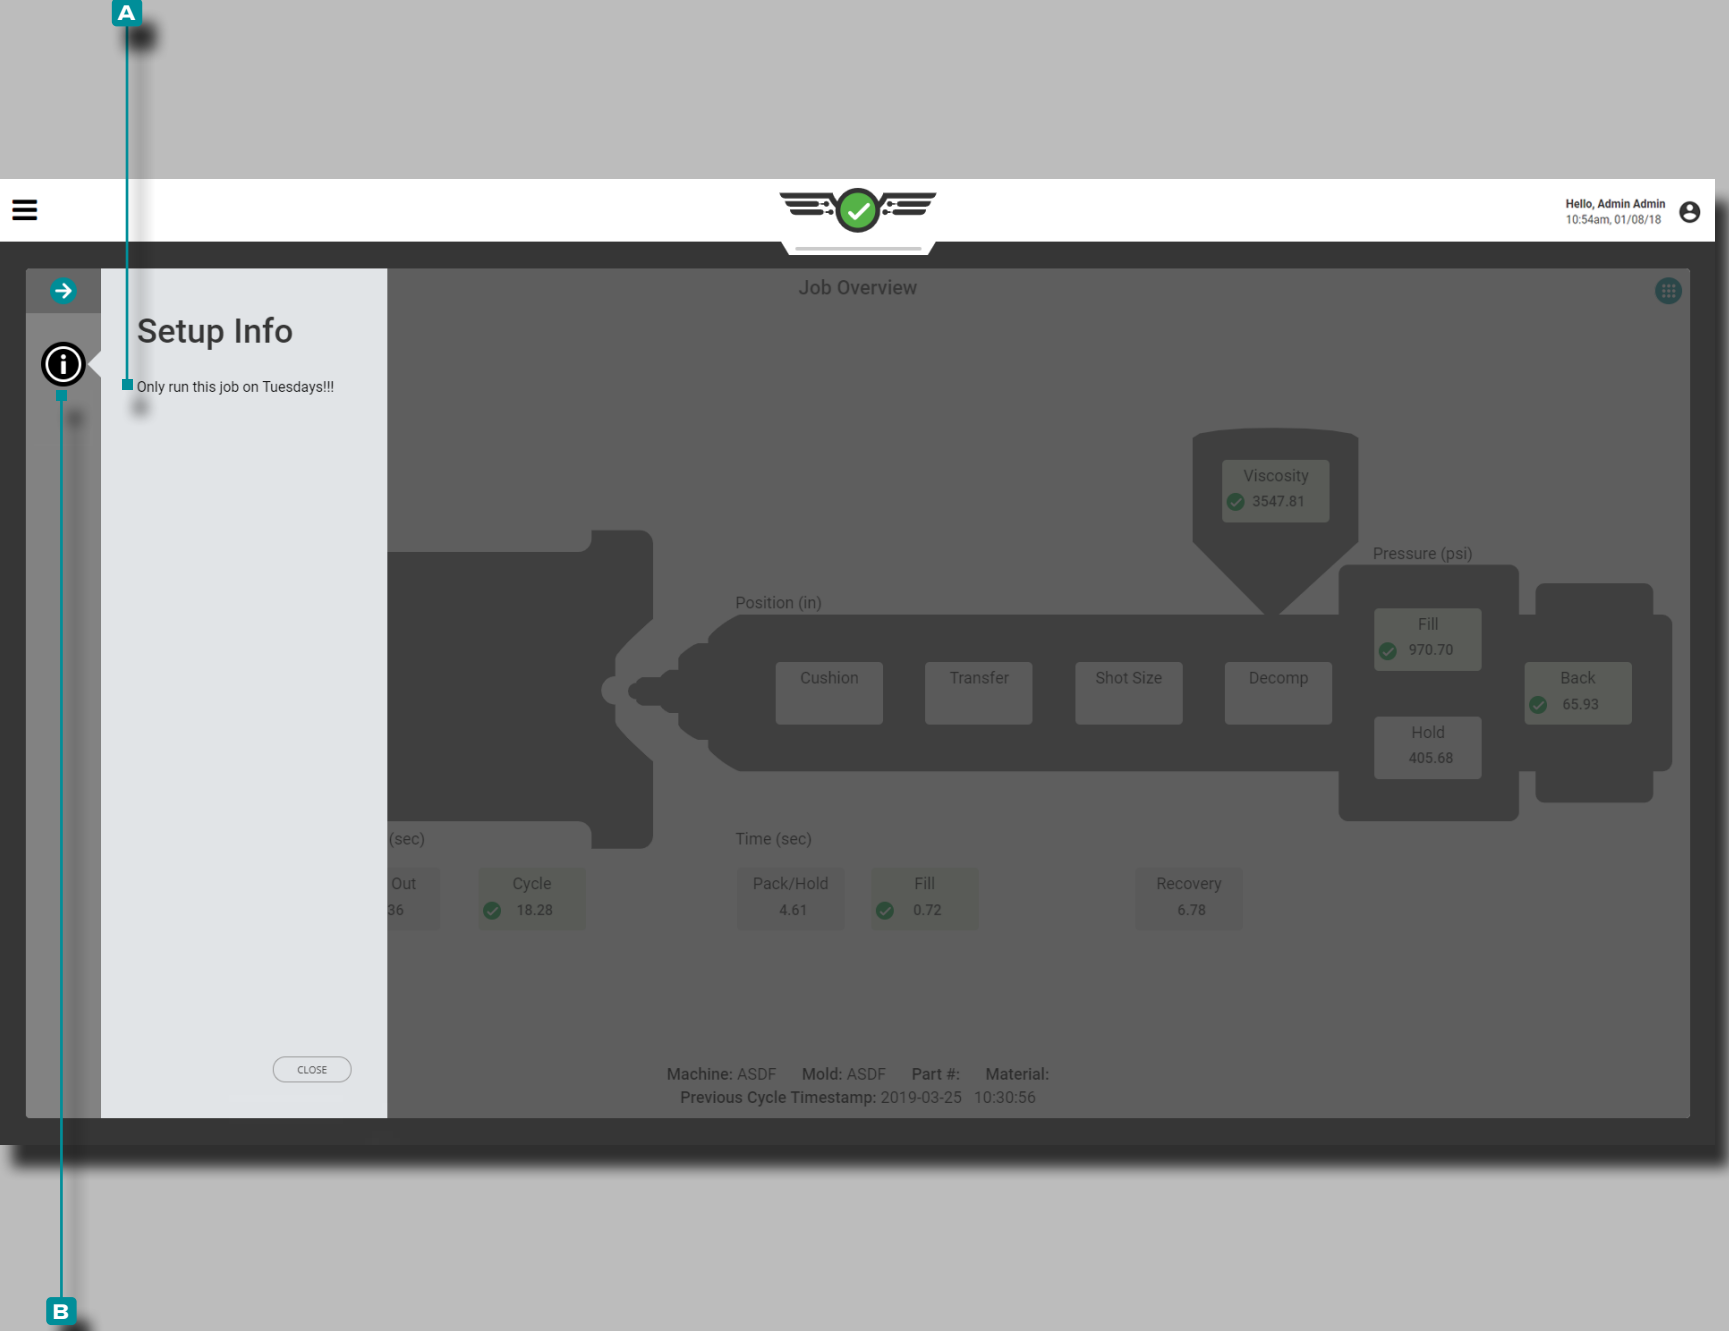 A
Hello, Admin Admin
10:54am, 01/08/18
Job Overview
Setup Info
Only run this job on Tuesdays!!!
Viscosity
3547.81
Pressure (psi)
Position (in)
Fill
970.70
Cushion
Transfer
Shot Size
Decomp
Back
65.93
Hold
405.68
(sec)
Time (sec)
Out
36
Cycle
18.28
Pack/Hold
4.61
Fill
0.72
Recovery
6.78
CLOSE
Machine: ASDF Mold: ASDF Part #: Material:
Previous Cycle Timestamp: 2019-03-25 10:30:56
B